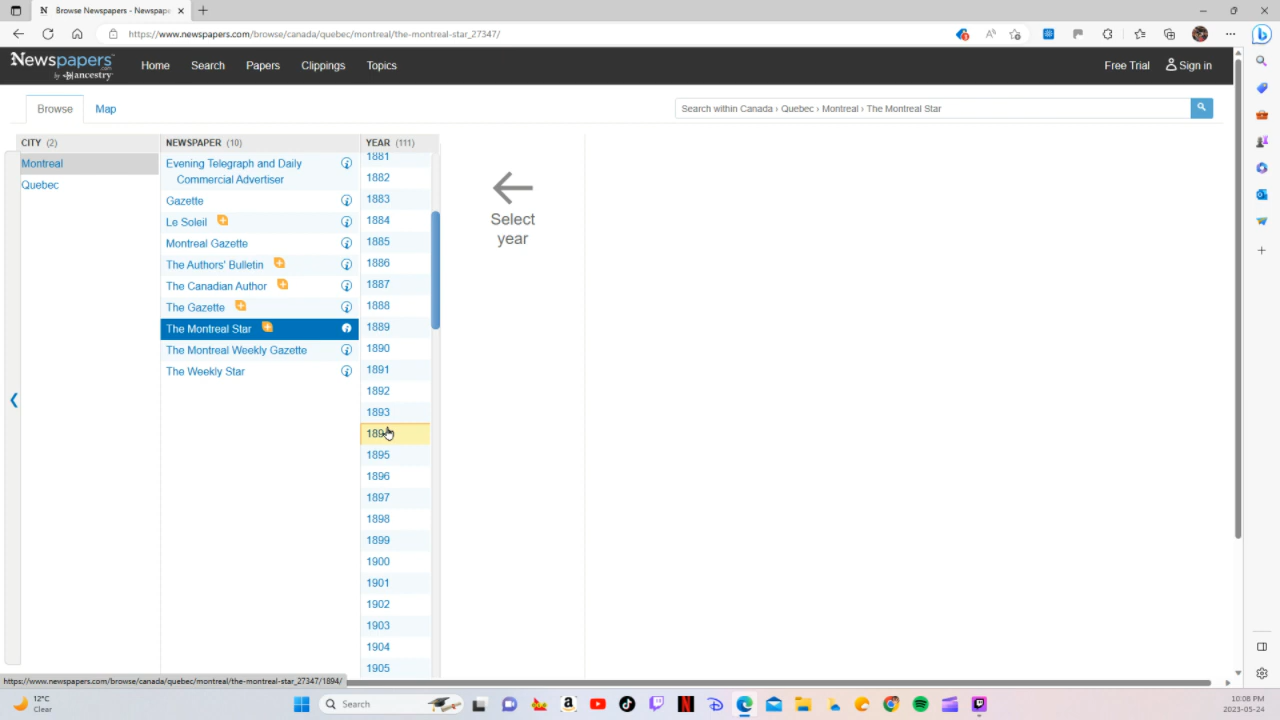 Browse Newspapers - Newspape
https://www.newspapers.com/browse/canada/quebec/montreal/the-montreal-star_27347/
Newspapers.com
by ancestry
Home
Search
Papers
Clippings
Topics
Free Trial
Sign in
Browse
Map
Search within Canada › Quebec › Montreal › The Montreal Star
CITY (2)
Montreal
Quebec
NEWSPAPER (10)
Evening Telegraph and Daily
Commercial Advertiser
Gazette
Le Soleil
Montreal Gazette
The Authors' Bulletin
The Canadian Author
The Gazette
The Montreal Star
The Montreal Weekly Gazette
The Weekly Star
YEAR (111)
1881
1882
1883
1884
1885
1886
1887
1888
1889
1890
1891
1892
1893
1894
1895
1896
1897
1898
1899
1900
1901
1902
1903
1904
1905
Select
year
https://www.newspapers.com/browse/canada/quebec/montreal/the-montreal-star_27347/1894/
12°C
Clear
Search
10:08 PM
2023-05-24